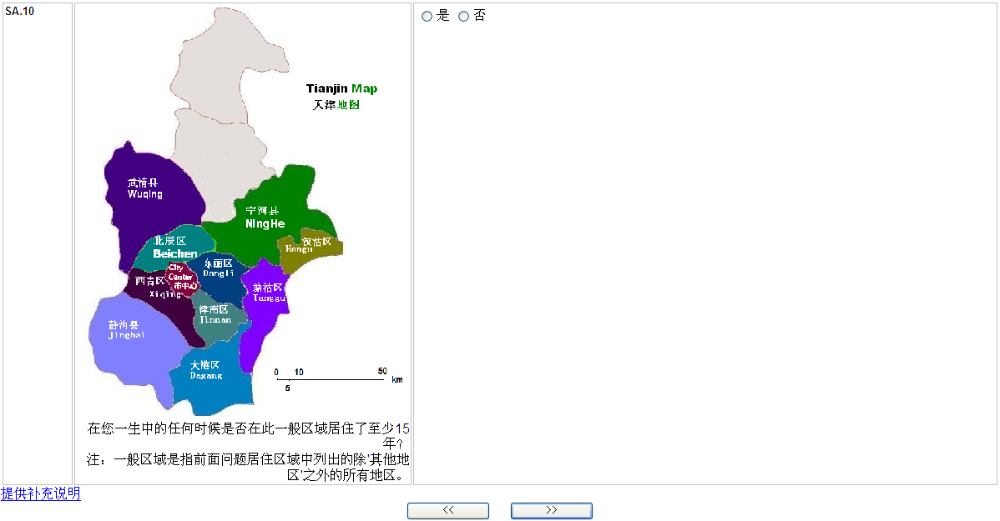 SA.10
是 否
Tianjin Map
天津地图
武清县
Wuqing
宁河县
NingHe
北辰区
Beichen
汉沽区
Hangu
City
Center
市中心
东丽区
Dongli
西青区
Xiqing
塘沽区
Tanggu
津南区
Jinnan
静海县
Jinghai
大港区
Dagang
0 10 50
km
5
在您一生中的任何时候是否在此一般区域居住了至少15
年?
注：一般区域是指前面问题居住区域中列出的除'其他地
区'之外的所有地区。
提供补充说明
<< >>